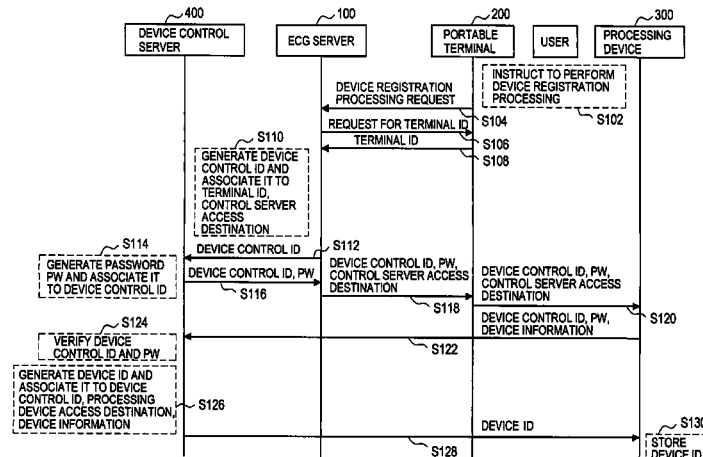 400
100
200
300
DEVICE CONTROL
SERVER
ECG SERVER
PORTABLE
TERMINAL
USER
PROCESSING
DEVICE
INSTRUCT TO PERFORM
DEVICE REGISTRATION
PROCESSING
S102
DEVICE REGISTRATION
PROCESSING REQUEST
S104
REQUEST FOR TERMINAL ID
S106
TERMINAL ID
S108
S110
GENERATE DEVICE
CONTROL ID AND
ASSOCIATE IT TO
TERMINAL ID,
CONTROL SERVER
ACCESS
DESTINATION
DEVICE CONTROL ID
S112
S114
GENERATE PASSWORD
PW AND ASSOCIATE IT
TO DEVICE CONTROL ID
DEVICE CONTROL ID, PW
S116
DEVICE CONTROL ID, PW,
CONTROL SERVER ACCESS
DESTINATION
S118
DEVICE CONTROL ID, PW,
CONTROL SERVER ACCESS
DESTINATION
S120
DEVICE CONTROL ID, PW,
DEVICE INFORMATION
S122
S124
VERIFY DEVICE
CONTROL ID AND PW
GENERATE DEVICE ID AND
ASSOCIATE IT TO DEVICE
CONTROL ID, PROCESSING
DEVICE ACCESS DESTINATION,
DEVICE INFORMATION
S126
DEVICE ID
S128
S130
STORE
DEVICE ID